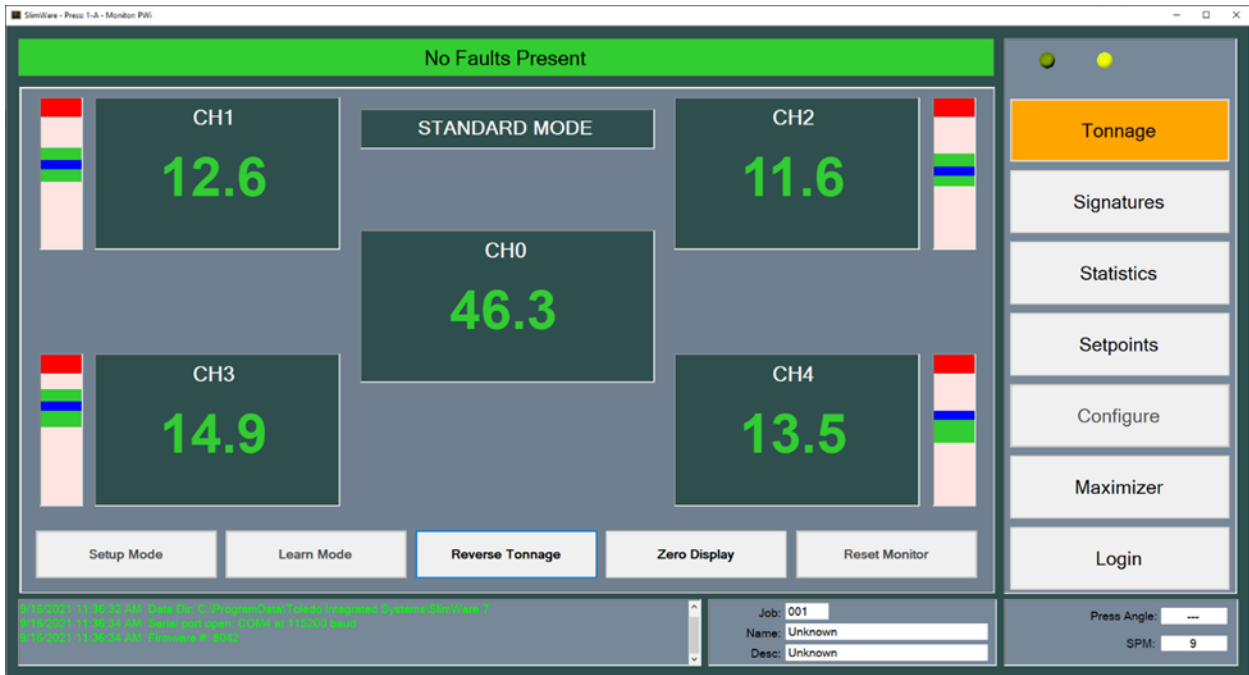 SlimWare - Press: 1-A - Monitor: PWi
No Faults Present
CH1
12.6
STANDARD MODE
CH2
11.6
CH0
46.3
CH3
14.9
CH4
13.5
Setup Mode
Learn Mode
Reverse Tonnage
Zero Display
Reset Monitor
Tonnage
Signatures
Statistics
Setpoints
Configure
Maximizer
Login
9/16/2021-11:36:32 AM Data Dir: C:\ProgramData\Toledo Integrated Systems\SlimWare 7
9/16/2021 11:36:34 AM Serial port open: COM4 at 115200 baud
9/16/2021 11:36:34 AM Firmware #: 8042
Job: 001
Name: Unknown
Desc: Unknown
Press Angle: ---
SPM: 9